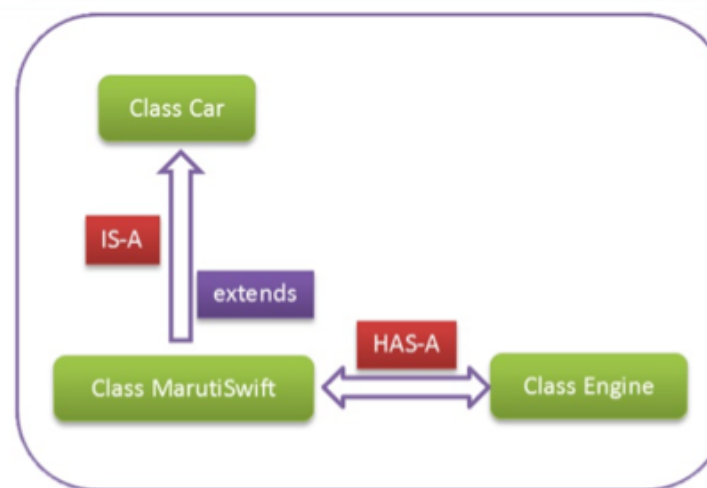 Class Car
IS-A
extends
HAS-A
Class MarutiSwift
Class Engine